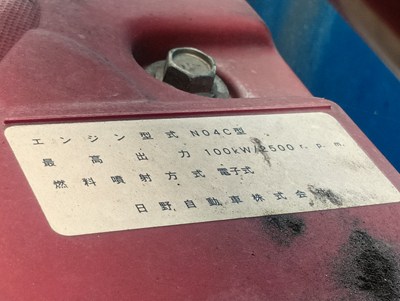 エンジン型式 N04C型
最高出力 100kW/2500r.p.m.
燃料噴射方式 電子式
日野自動車株式会